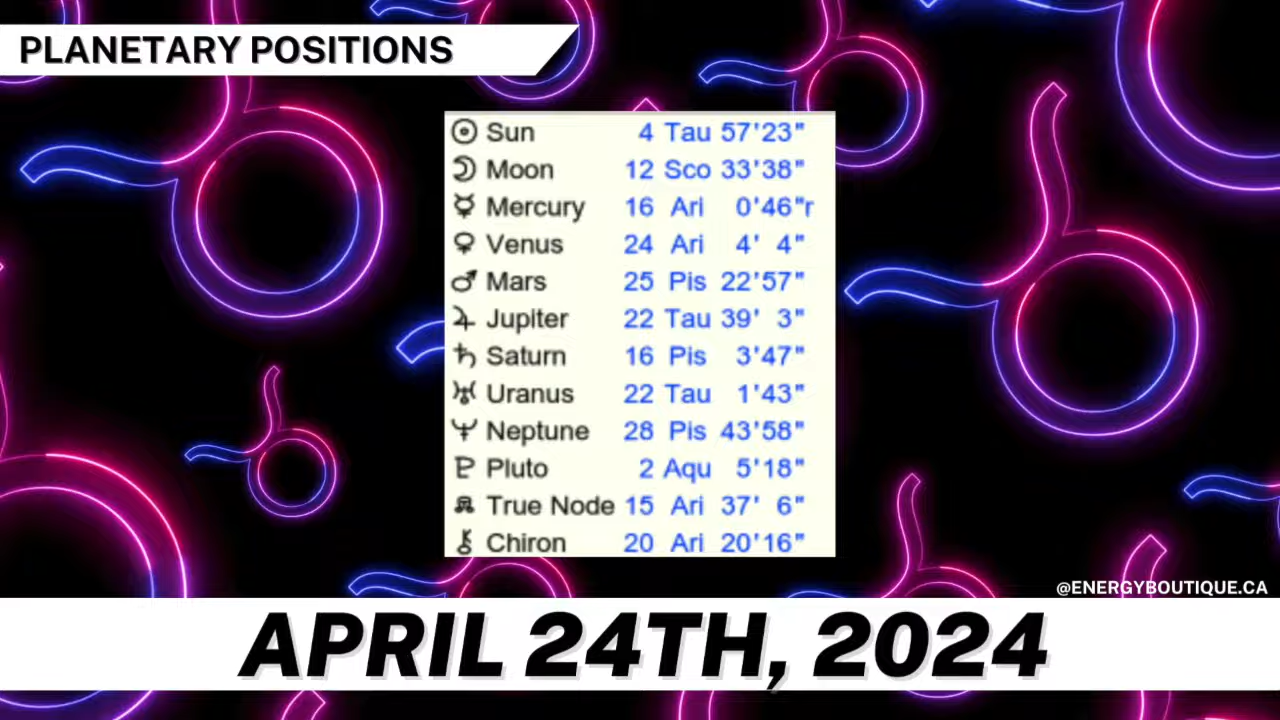 PLANETARY POSITIONS
Sun 4 Tau 57'23"
Moon 12 Sco 33'38"
Mercury 16 Ari 0'46"r
Venus 24 Ari 4' 4"
Mars 25 Pis 22'57"
Jupiter 22 Tau 39' 3"
Saturn 16 Pis 3'47"
Uranus 22 Tau 1'43"
Neptune 28 Pis 43'58"
Pluto 2 Aqu 5'18"
True Node 15 Ari 37' 6"
Chiron 20 Ari 20'16"
@ENERGYBOUTIQUE.CA
APRIL 24TH, 2024